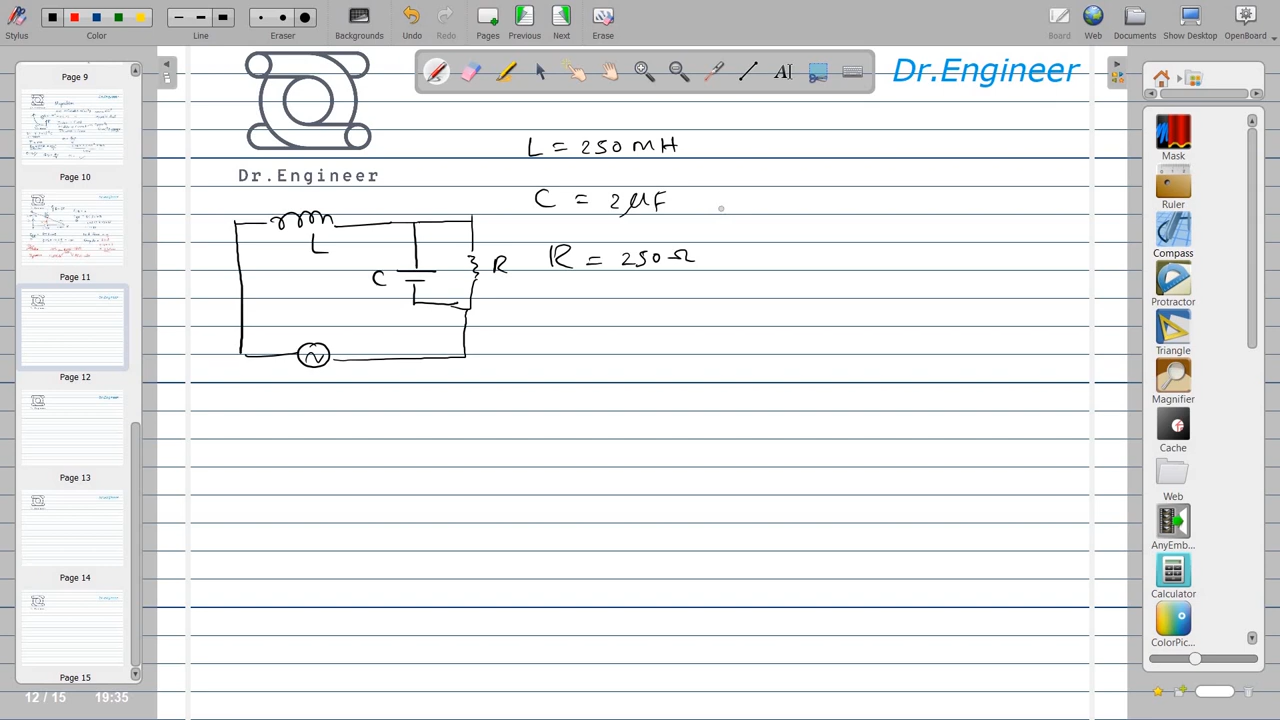 Stylus
Color
Line
Eraser
Backgrounds
Undo
Redo
Pages
Previous
Next
Erase
Board
Web
Documents
Show Desktop
OpenBoard
Page 9
Page 10
Page 11
Page 12
Page 13
Page 14
Page 15
12 / 15 19:35
Dr.Engineer
Dr.Engineer
L = 250 mH
C = 2μF
R = 250 Ω
L
C
R
Mask
Ruler
Compass
Protractor
Triangle
Magnifier
Cache
Web
AnyEmb...
Calculator
ColorPic...